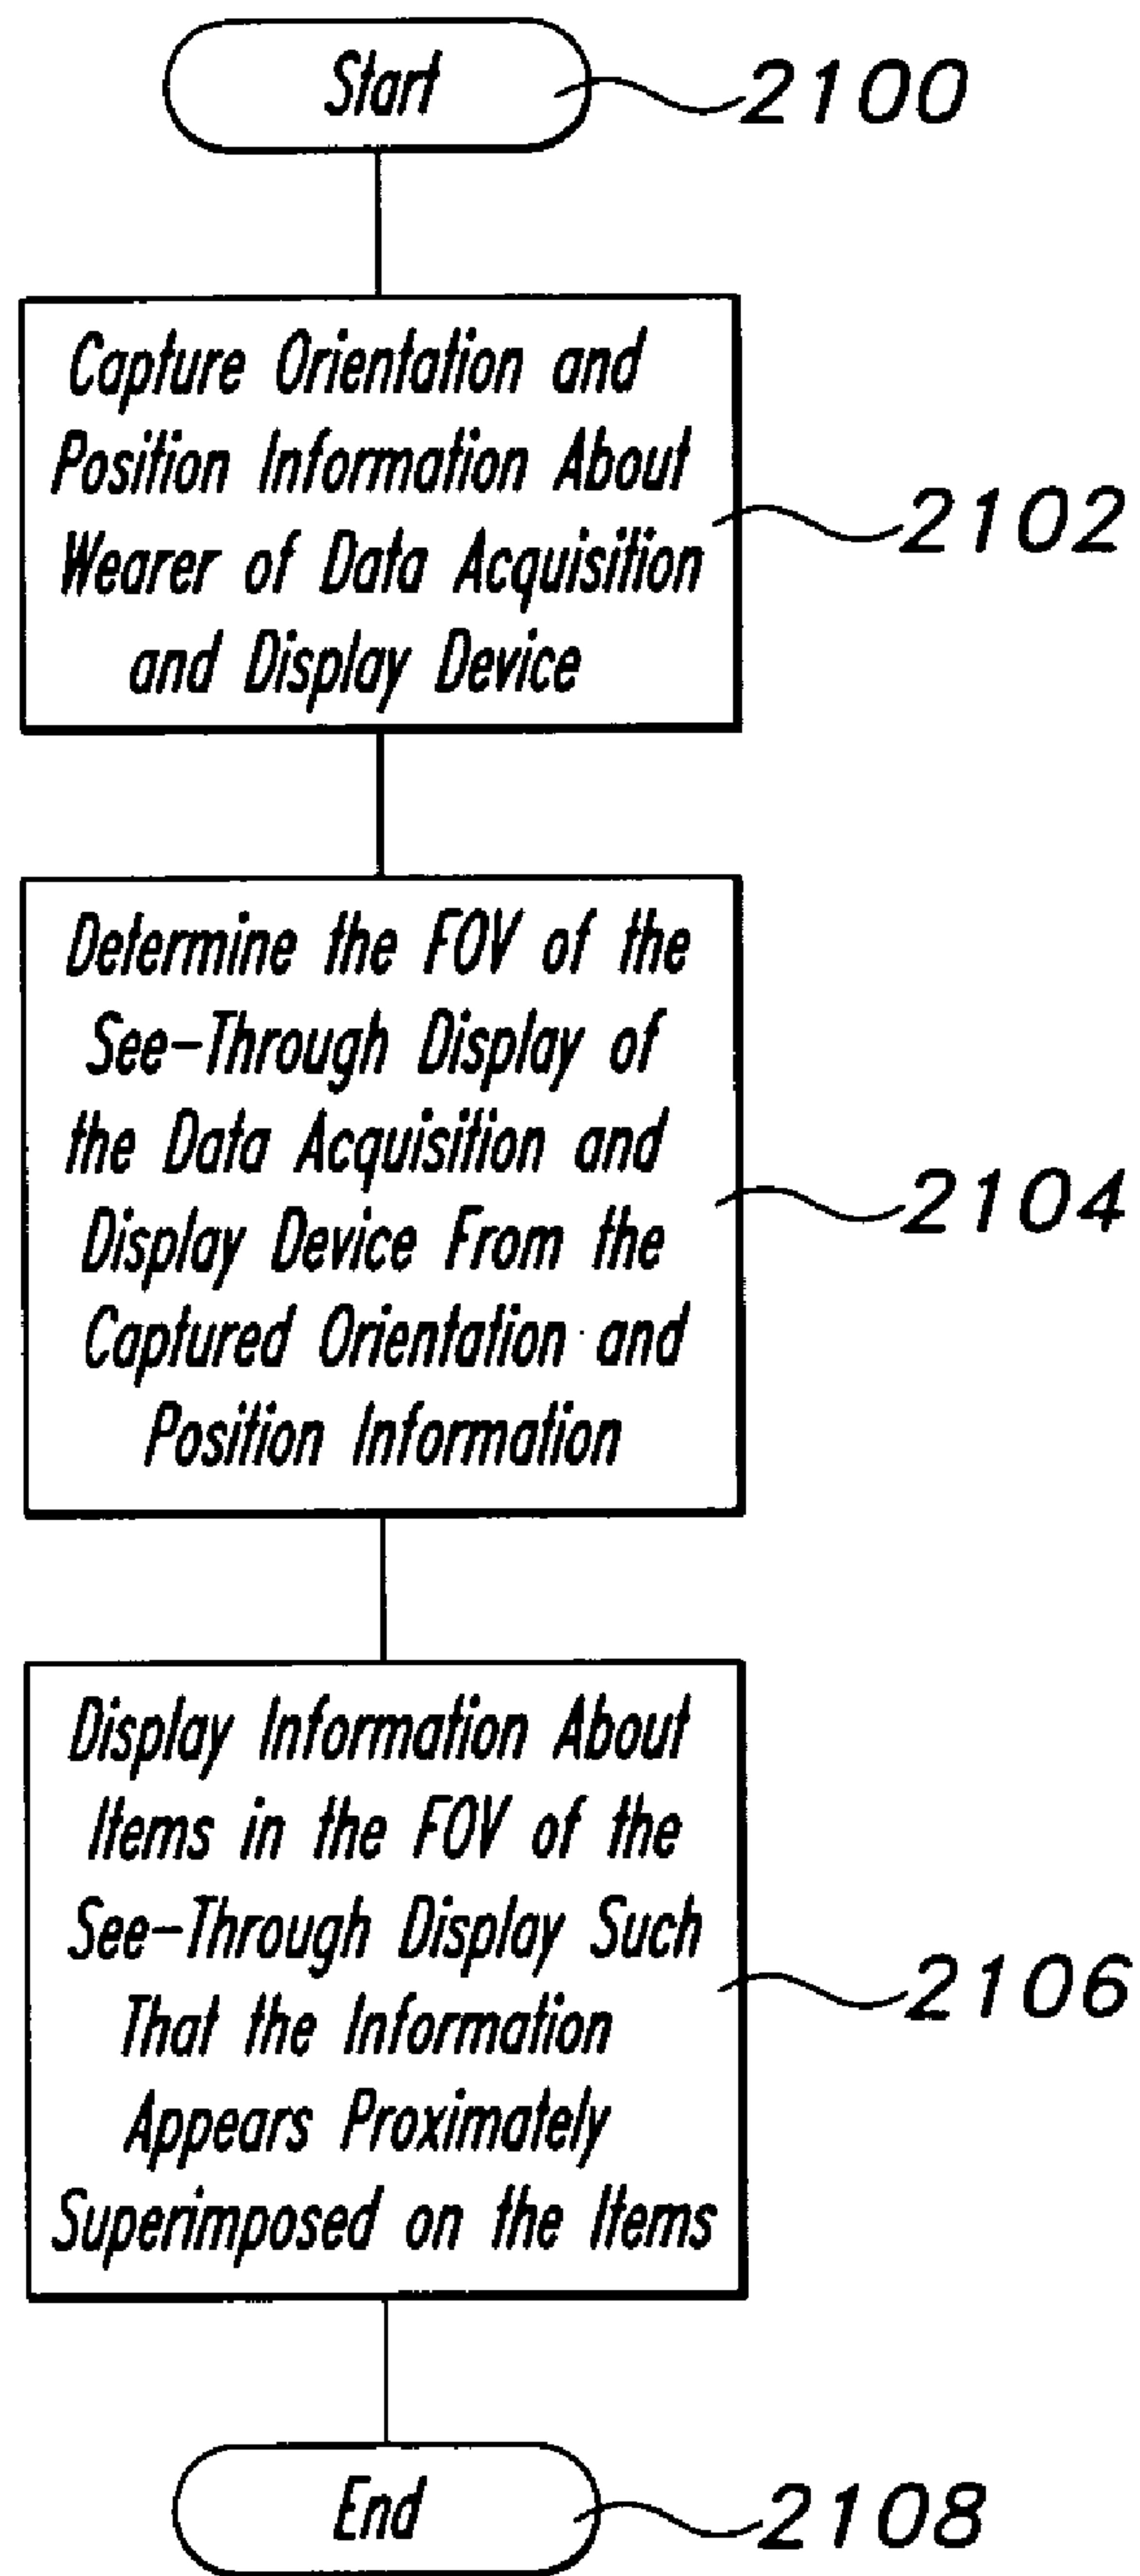 Start
2100
Capture Orientation and
Position Information About
Wearer of Data Acquisition
and Display Device
2102
Determine the FOV of the
See-Through Display of
the Data Acquisition and
Display Device From the
Captured Orientation and
Position Information
2104
Display Information About
Items in the FOV of the
See-Through Display Such
That the Information
Appears Proximately
Superimposed on the Items
2106
End
2108